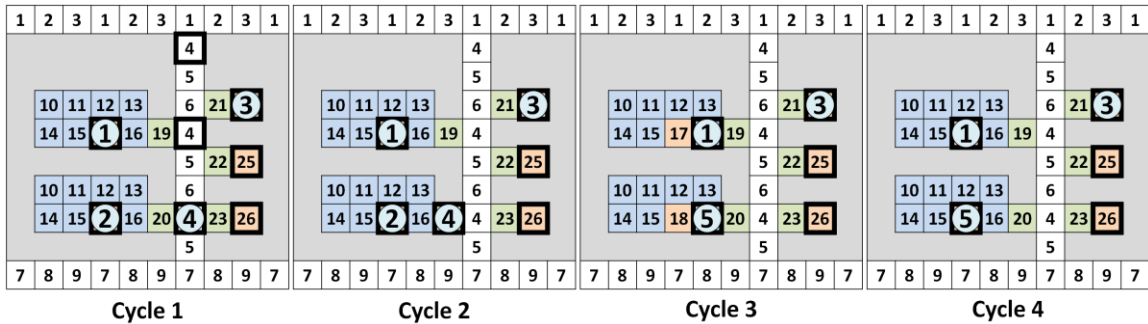 1 2 3 1 2 3 1 2 3 1
4
5
10 11 12 13 6 21 3
14 15 1 16 19 4
5 22 25
10 11 12 13 6
14 15 2 16 20 4 23 26
5
7 8 9 7 8 9 7 8 9 7
Cycle 1
1 2 3 1 2 3 1 2 3 1
4
5
10 11 12 13 6 21 3
14 15 1 16 19 4
5 22 25
10 11 12 13 6
14 15 2 16 4 4 23 26
5
7 8 9 7 8 9 7 8 9 7
Cycle 2
1 2 3 1 2 3 1 2 3 1
4
5
10 11 12 13 6 21 3
14 15 17 1 19 4
5 22 25
10 11 12 13 6
14 15 18 5 20 4 23 26
5
7 8 9 7 8 9 7 8 9 7
Cycle 3
1 2 3 1 2 3 1 2 3 1
4
5
10 11 12 13 6 21 3
14 15 1 16 19 4
5 22 25
10 11 12 13 6
14 15 5 16 20 4 23 26
5
7 8 9 7 8 9 7 8 9 7
Cycle 4